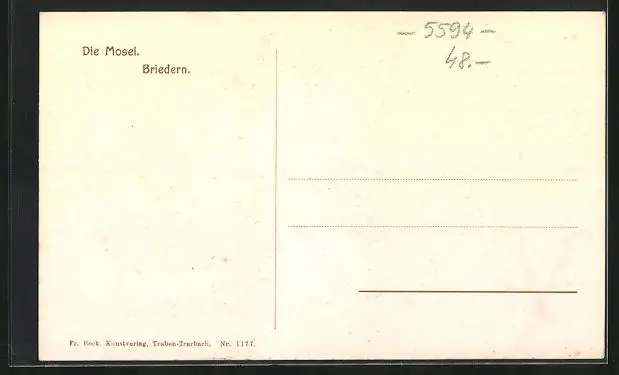 Die Mosel.
Briedern.
— 5594 —
48.—
Fr. Bock, Kunstverlag, Traben-Trarbach. Nr. 1177.